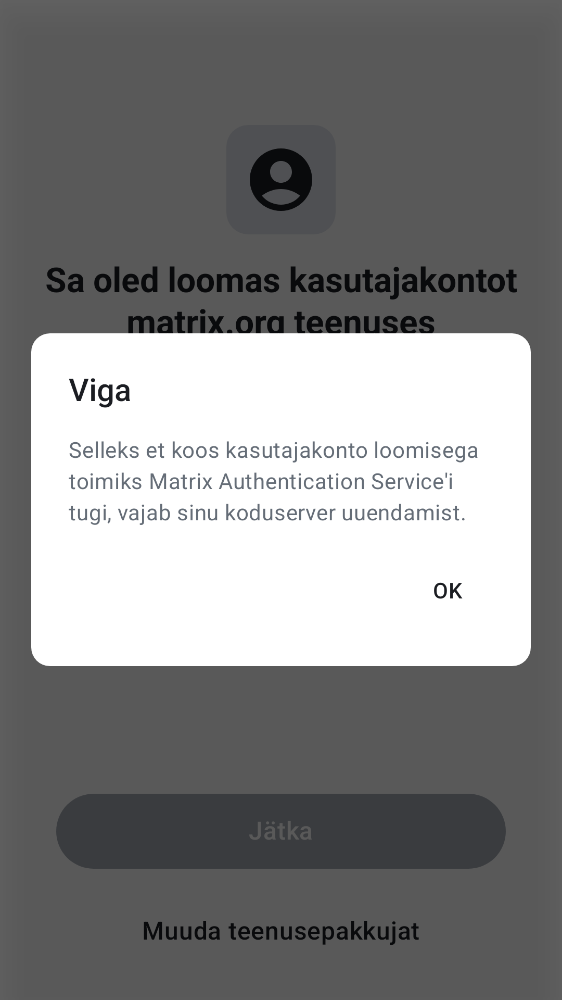 Sa oled loomas kasutajakontot
matrix.org teenuses
Viga
Selleks et koos kasutajakonto loomisega
toimiks Matrix Authentication Service'i
tugi, vajab sinu koduserver uuendamist.
OK
Jätka
Muuda teenusepakkujat